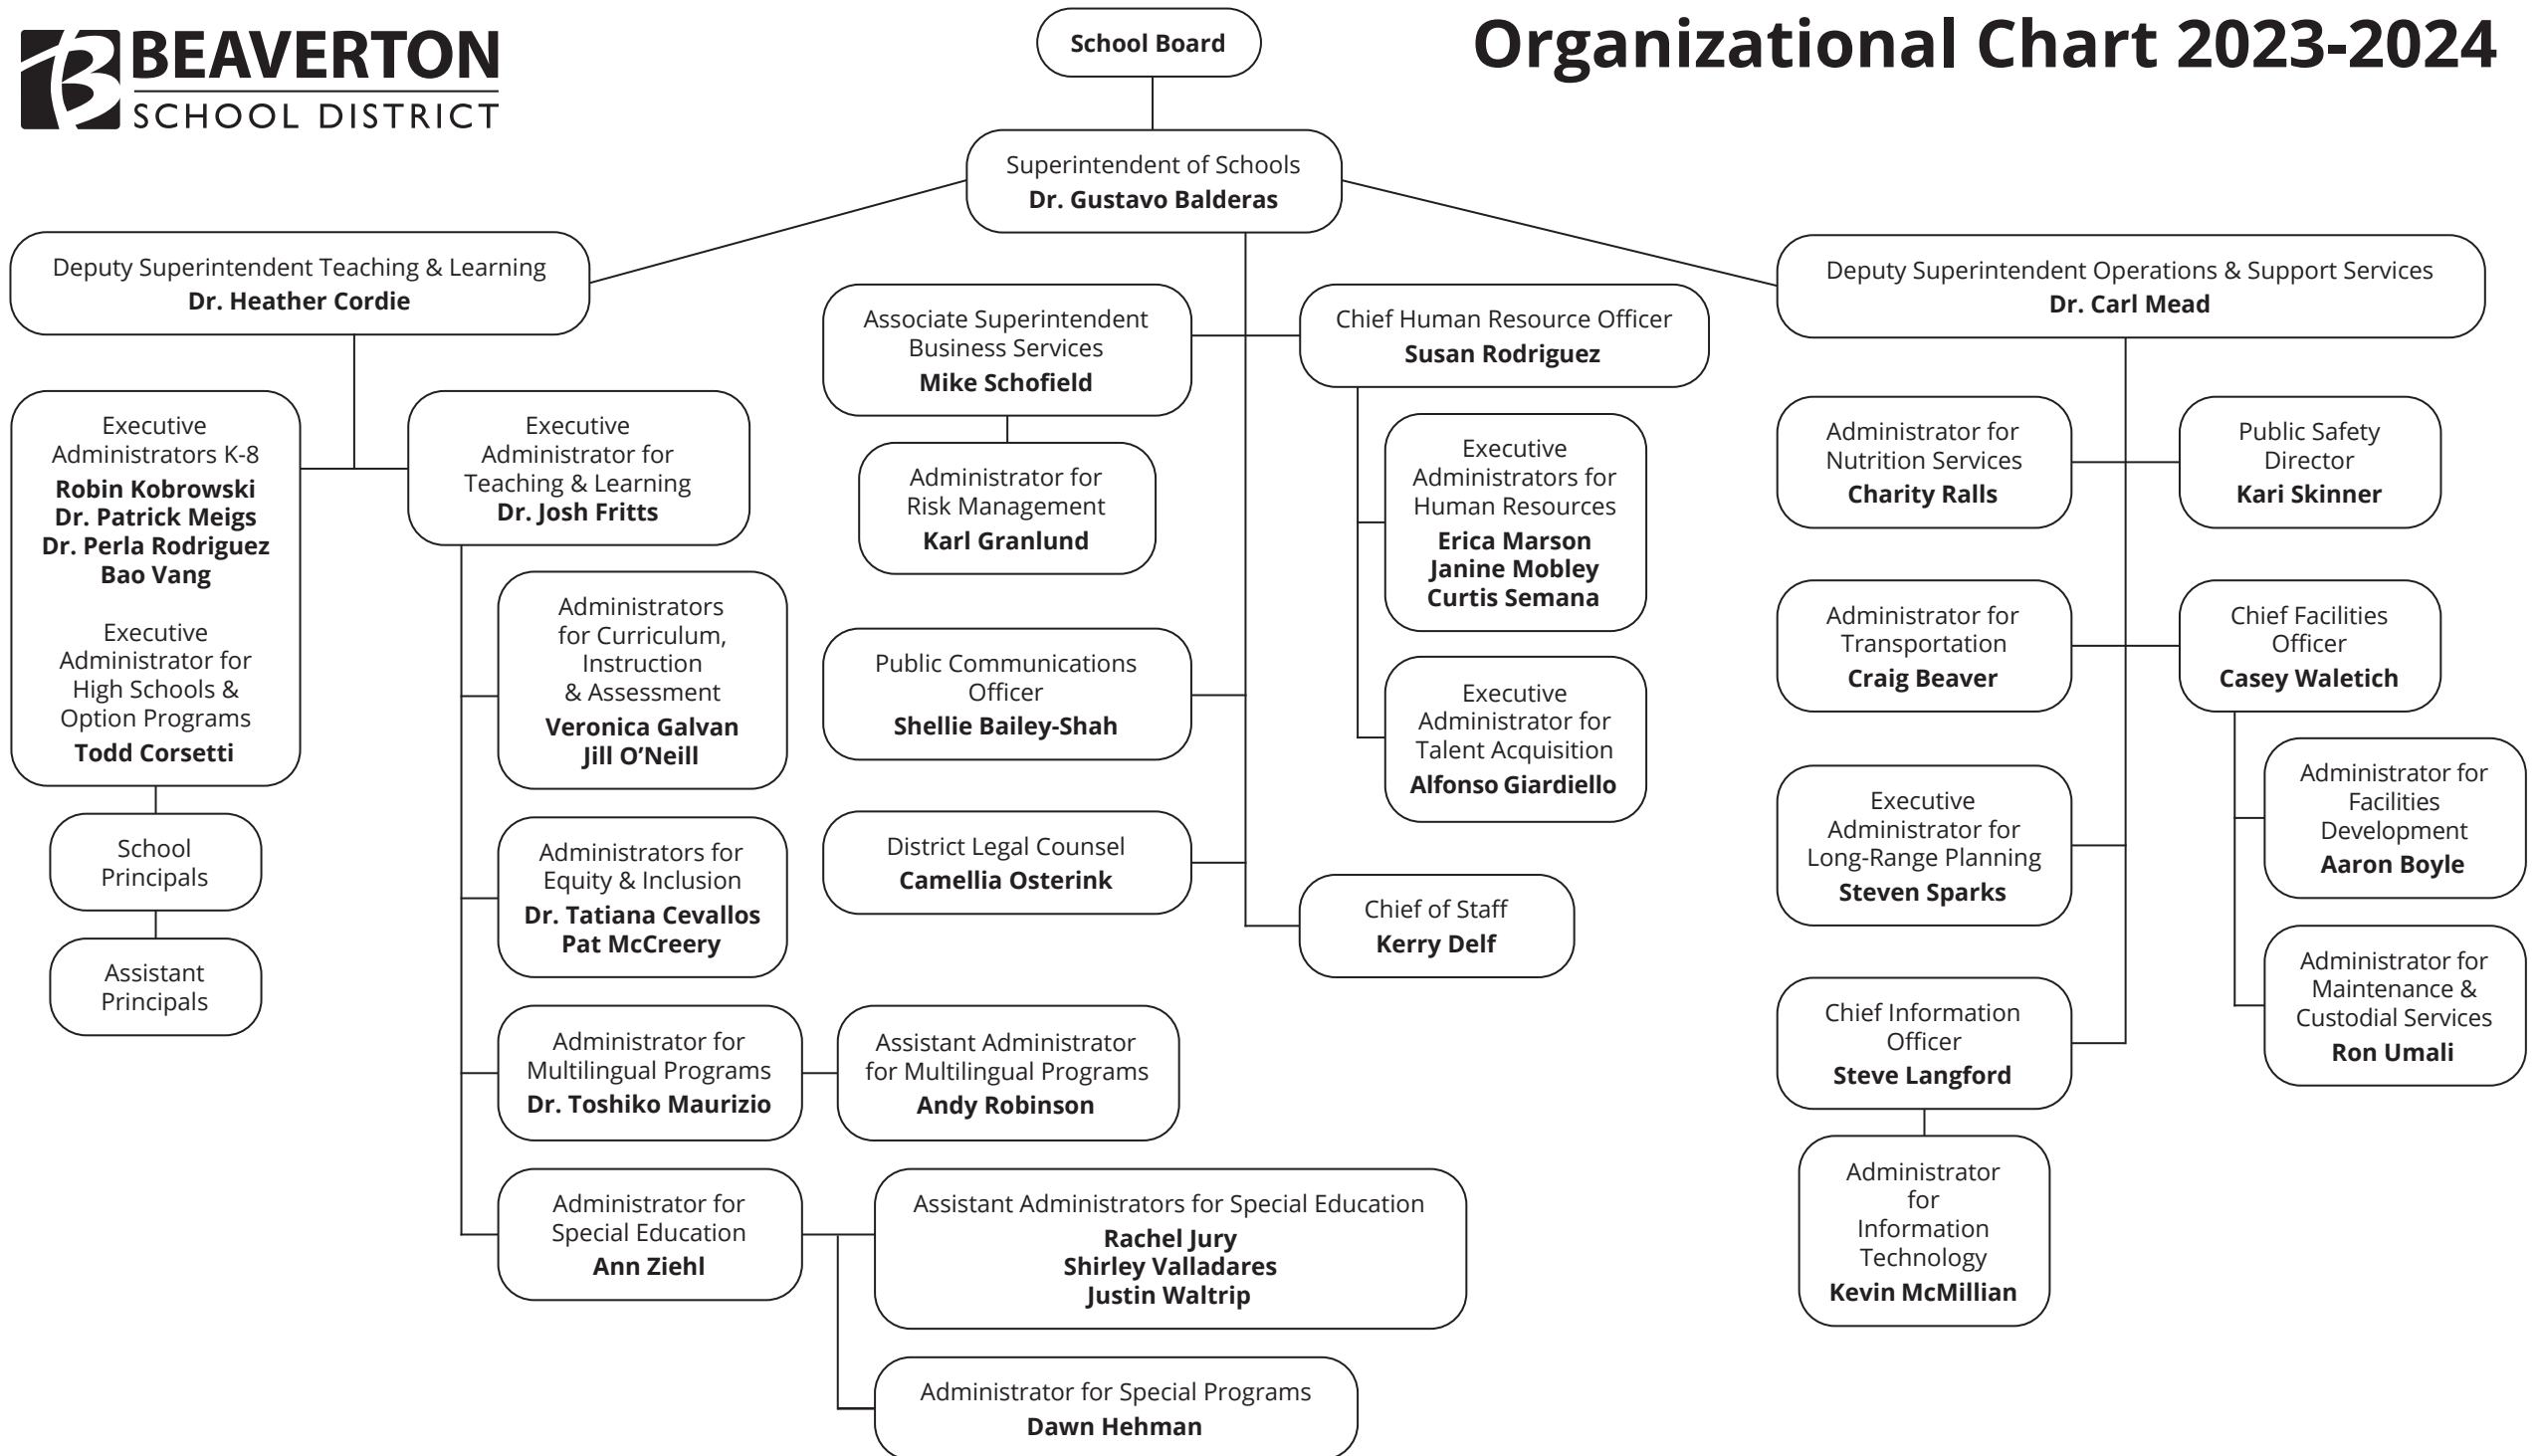 BEAVERTON
SCHOOL DISTRICT
Organizational Chart 2023-2024
School Board
Superintendent of Schools
Dr. Gustavo Balderas
Deputy Superintendent Teaching & Learning
Dr. Heather Cordie
Executive
Administrators K-8
Robin Kobrowski
Dr. Patrick Meigs
Dr. Perla Rodriguez
Bao Vang
Executive
Administrator for
High Schools &
Option Programs
Todd Corsetti
School
Principals
Assistant
Principals
Executive
Administrator for
Teaching & Learning
Dr. Josh Fritts
Administrators
for Curriculum,
Instruction
& Assessment
Veronica Galvan
Jill O’Neill
Administrators for
Equity & Inclusion
Dr. Tatiana Cevallos
Pat McCreery
Administrator for
Multilingual Programs
Dr. Toshiko Maurizio
Assistant Administrator
for Multilingual Programs
Andy Robinson
Administrator for
Special Education
Ann Ziehl
Assistant Administrators for Special Education
Rachel Jury
Shirley Valladares
Justin Waltrip
Administrator for Special Programs
Dawn Hehman
Associate Superintendent
Business Services
Mike Schofield
Administrator for
Risk Management
Karl Granlund
Public Communications
Officer
Shellie Bailey-Shah
District Legal Counsel
Camellia Osterink
Chief Human Resource Officer
Susan Rodriguez
Executive
Administrators for
Human Resources
Erica Marson
Janine Mobley
Curtis Semana
Executive
Administrator for
Talent Acquisition
Alfonso Giardiello
Chief of Staff
Kerry Delf
Deputy Superintendent Operations & Support Services
Dr. Carl Mead
Administrator for
Nutrition Services
Charity Ralls
Public Safety
Director
Kari Skinner
Administrator for
Transportation
Craig Beaver
Chief Facilities
Officer
Casey Waletich
Administrator for
Facilities
Development
Aaron Boyle
Administrator for
Maintenance &
Custodial Services
Ron Umali
Executive
Administrator for
Long-Range Planning
Steven Sparks
Chief Information
Officer
Steve Langford
Administrator
for
Information
Technology
Kevin McMillian